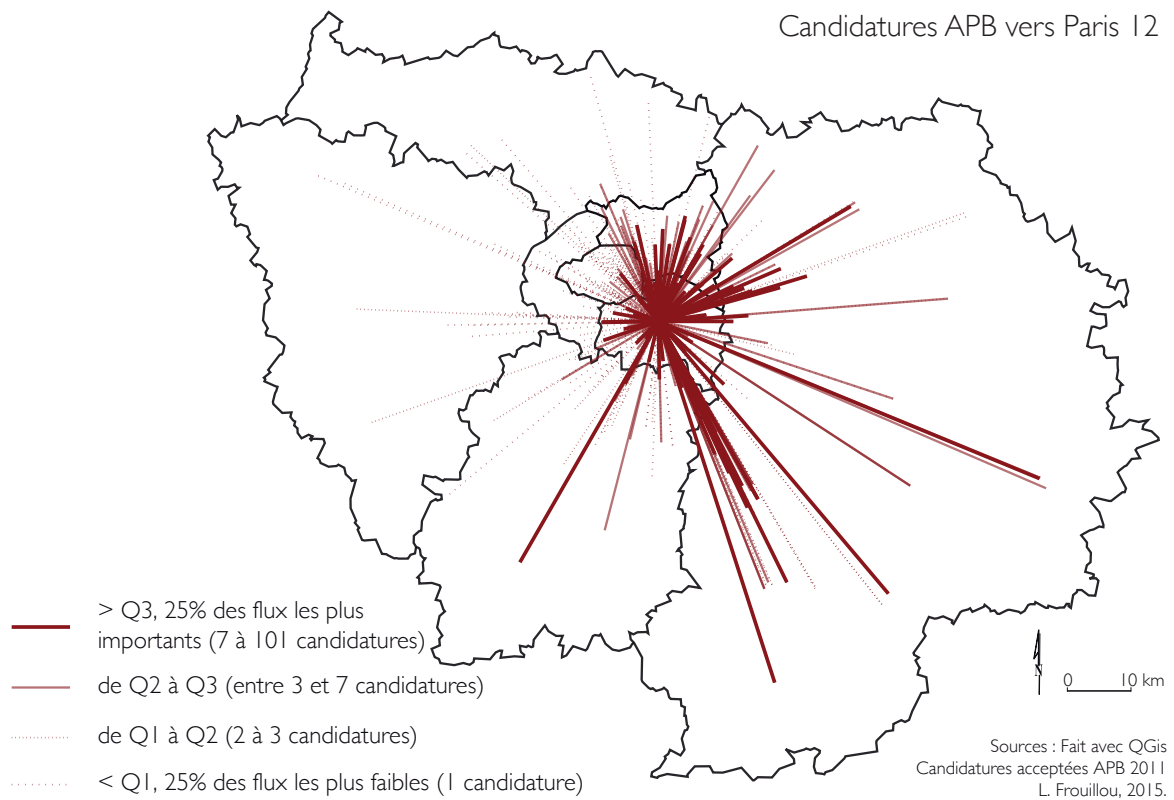 Candidatures APB vers Paris 12
> Q3, 25% des flux les plus
importants (7 à 101 candidatures)
de Q2 à Q3 (entre 3 et 7 candidatures)
de Q1 à Q2 (2 à 3 candidatures)
< Q1, 25% des flux les plus faibles (1 candidature)
N
0 10 km
Sources : Fait avec QGis
Candidatures acceptées APB 2011
L. Frouillou, 2015.